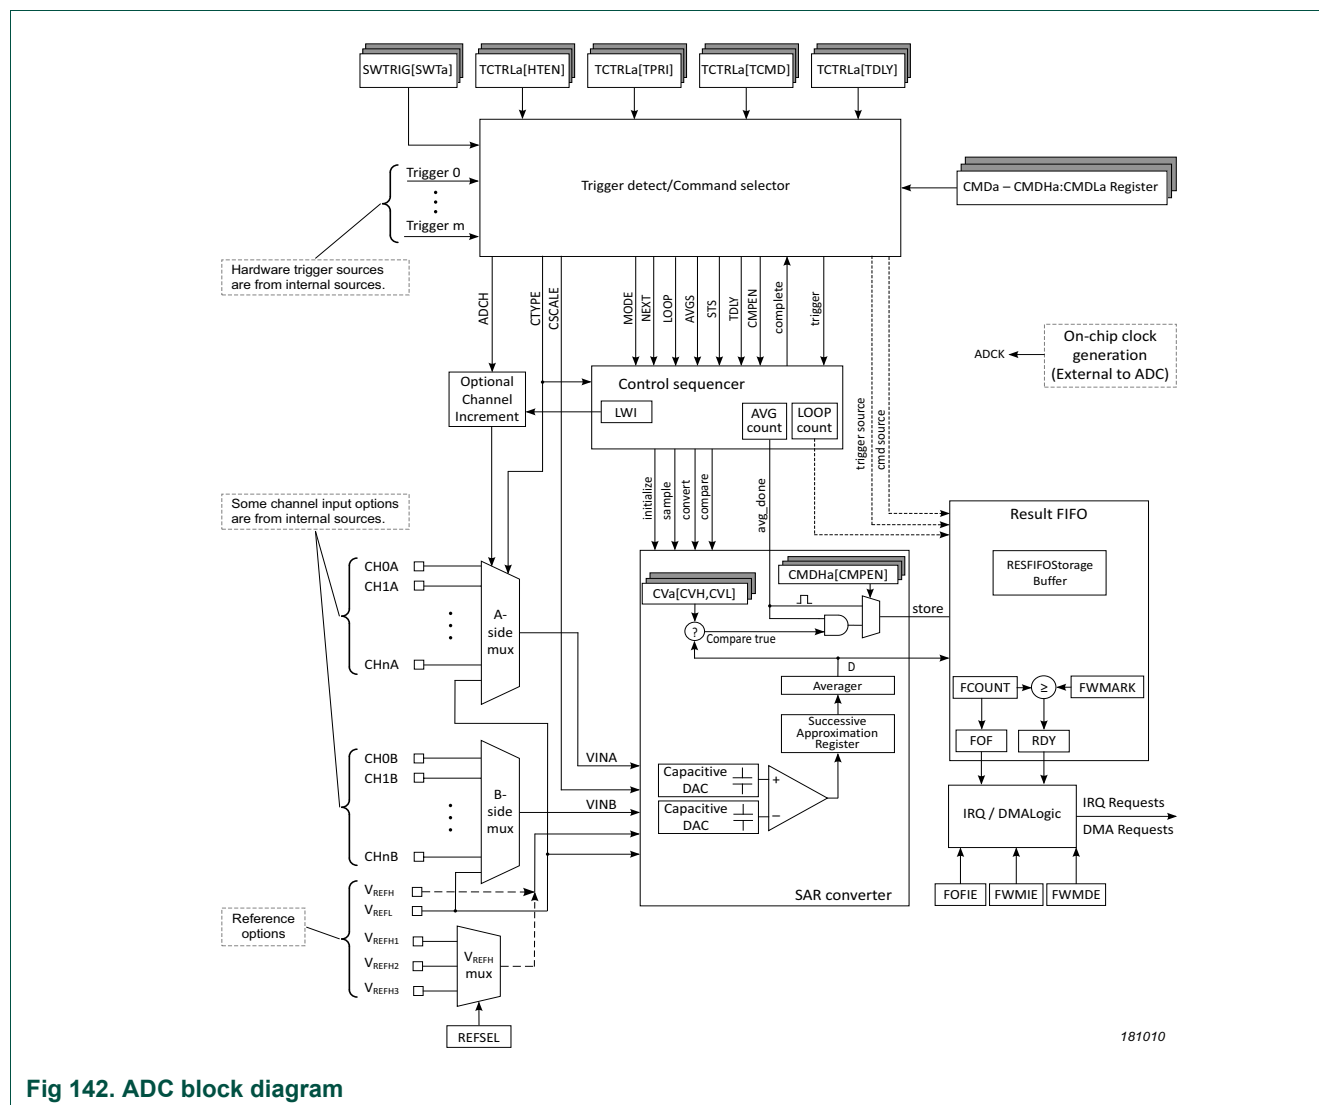 SWTRIG[SWTa]
TCTRLa[HTEN]
TCTRLa[TPRI]
TCTRLa[TCMD]
TCTRLa[TDLY]
Trigger detect/Command selector
CMDa – CMDHa:CMDLa Register
Trigger 0
Trigger m
Hardware trigger sources
are from internal sources.
ADCH
CTYPE
CSCALE
MODE
NEXT
LOOP
AVGS
STS
TDLY
CMPEN
complete
trigger
ADCK
On-chip clock
generation
(External to ADC)
Optional
Channel
Increment
Control sequencer
LWI
AVG
count
LOOP
count
trigger source
cmd source
initialize
sample
convert
compare
avg_done
Some channel input options
are from internal sources.
CH0A
CH1A
CHnA
A-
side
mux
CVa[CVH,CVL]
CMDHa[CMPEN]
?
Compare true
store
D
Averager
Successive
Approximation
Register
Result FIFO
RESFIFOStorage
Buffer
FCOUNT
≥
FWMARK
FOF
RDY
CH0B
CH1B
CHnB
B-
side
mux
VINA
VINB
Capacitive
DAC
+
Capacitive
DAC
−
SAR converter
IRQ / DMALogic
IRQ Requests
DMA Requests
FOFIE
FWMIE
FWMDE
Reference
options
VREFH
VREFL
VREFH1
VREFH2
VREFH3
VREFH
mux
REFSEL
181010
Fig 142. ADC block diagram